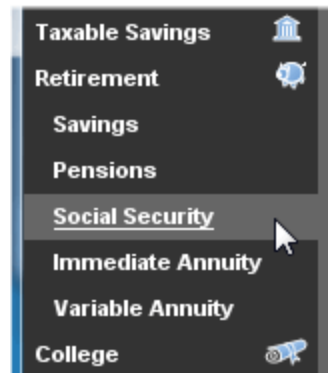 Taxable Savings
Retirement
Savings
Pensions
Social Security
Immediate Annuity
Variable Annuity
College